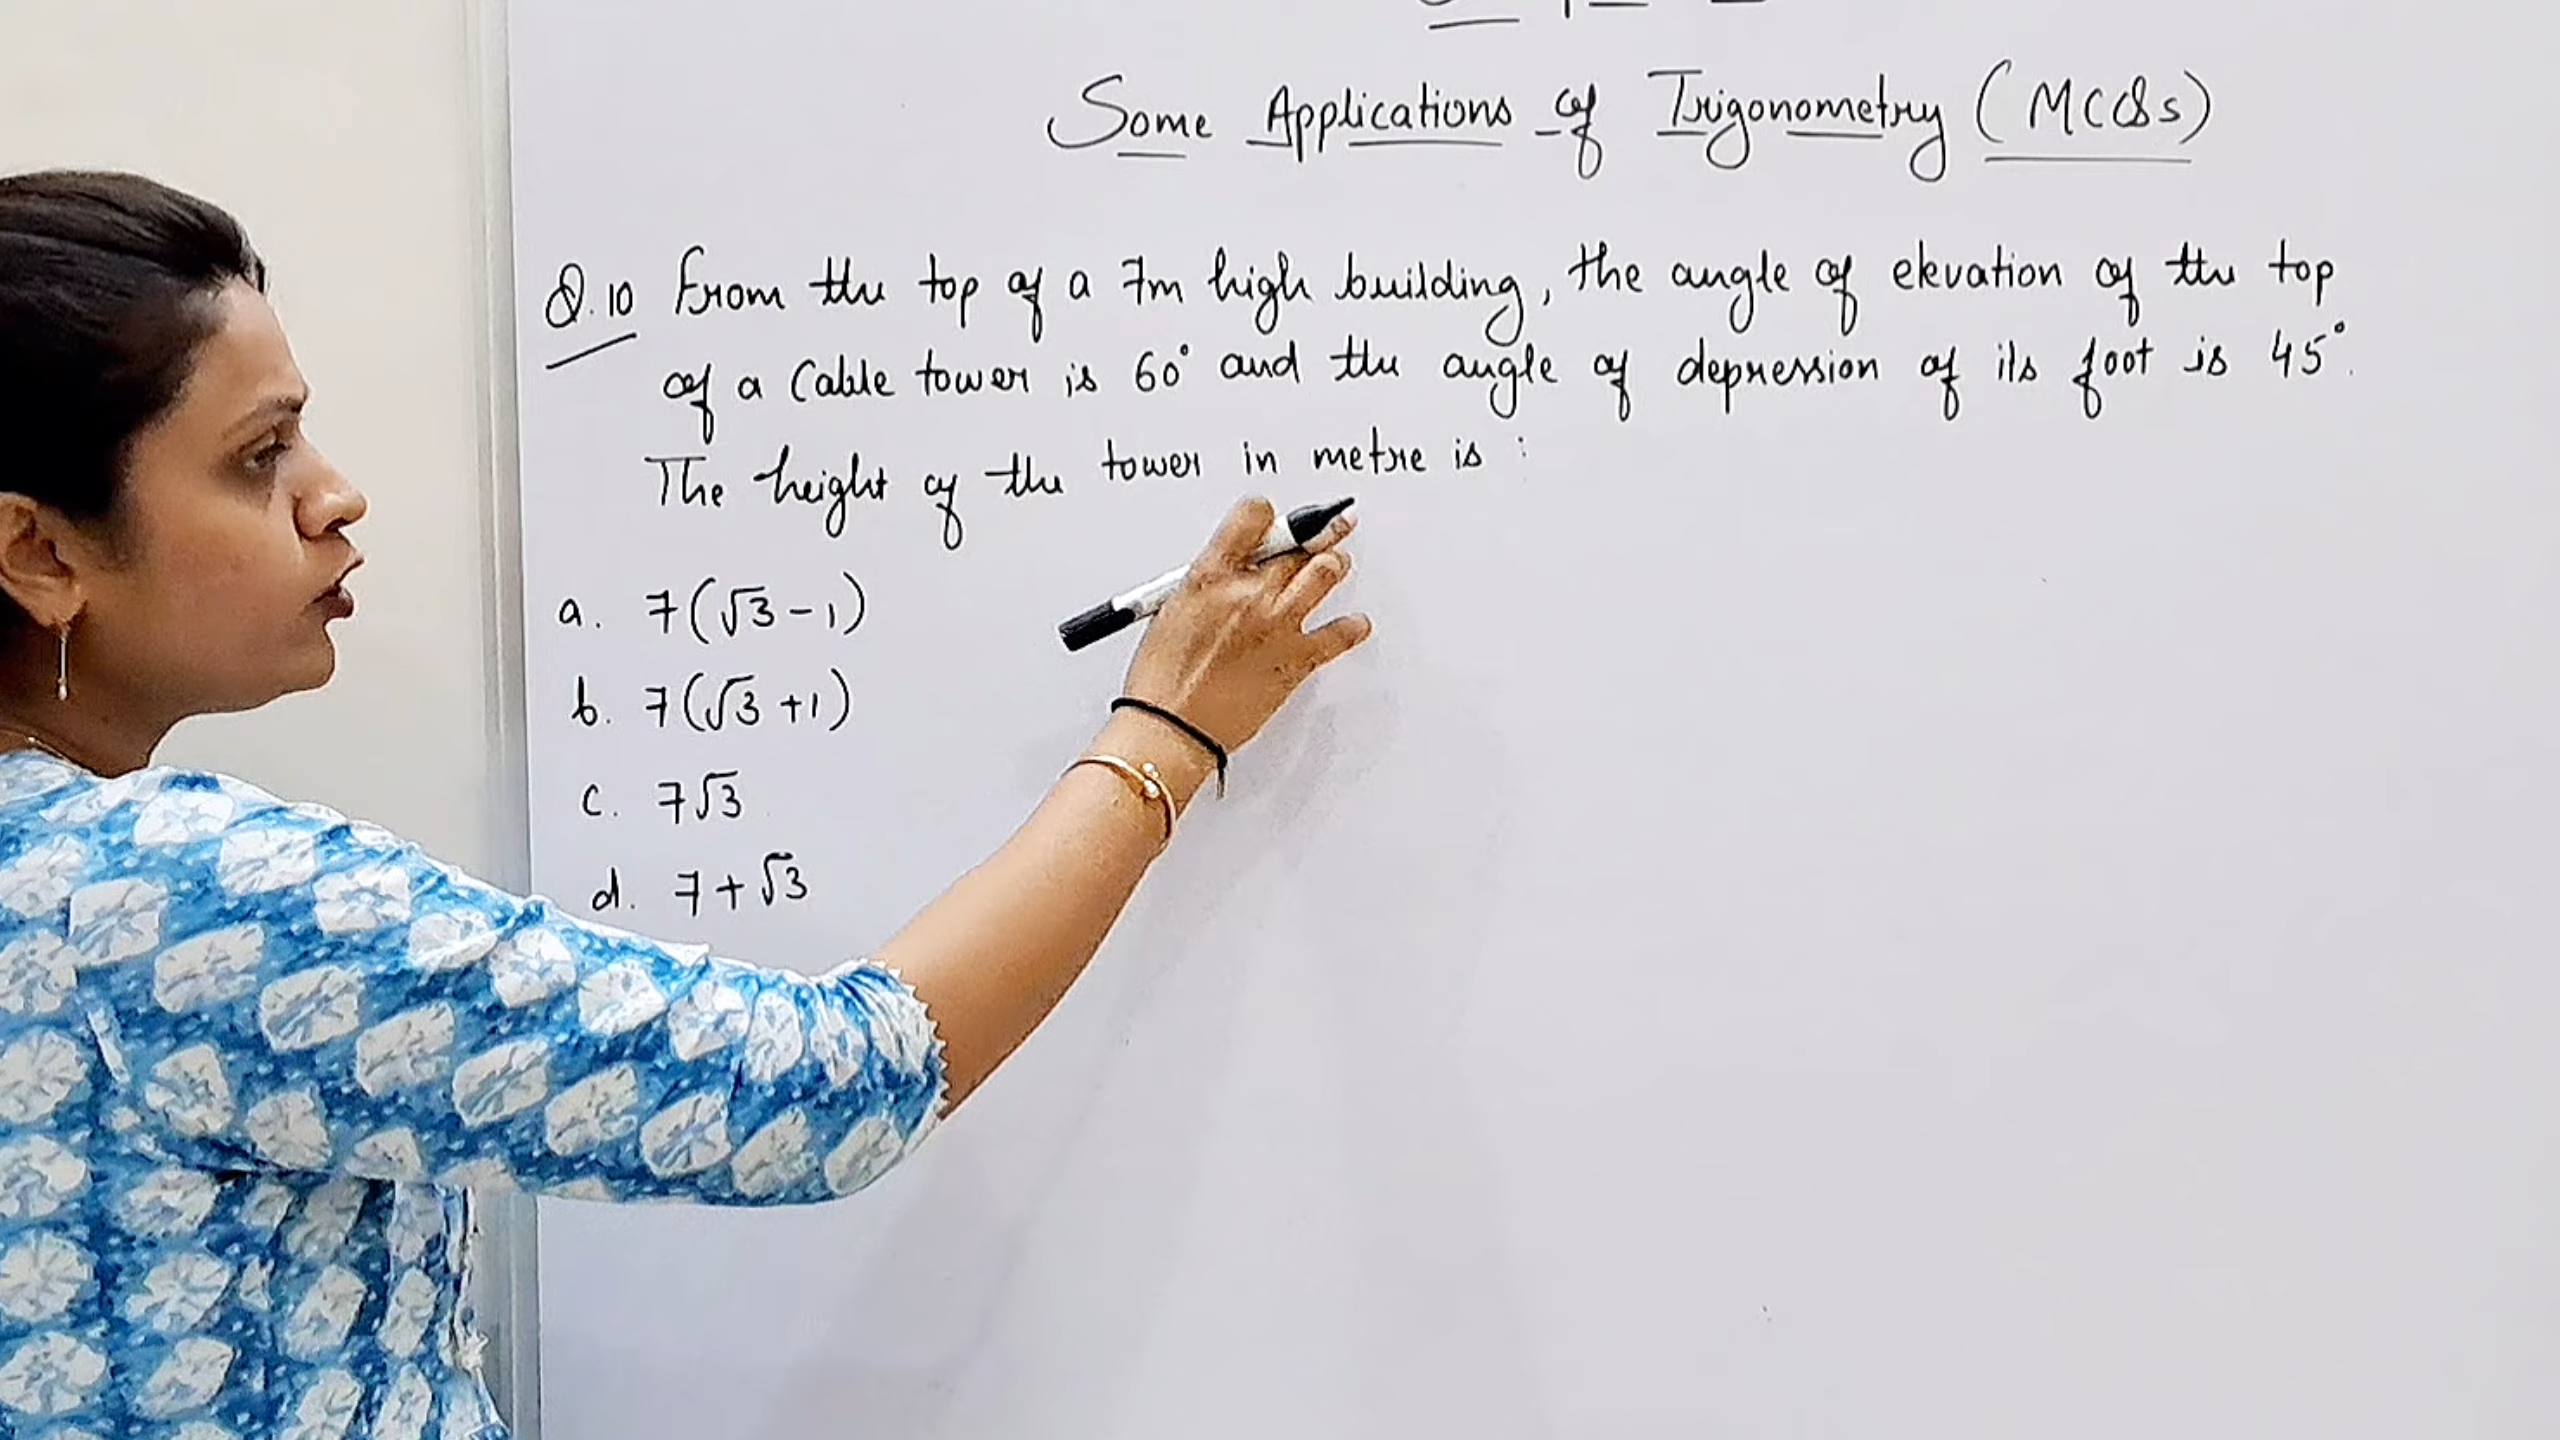 Some Applications of Trigonometry (MCQs)
Q.10 From the top of a 7m high building, the angle of elevation of the top
of a Cable tower is 60° and the angle of depression of its foot is 45°.
The height of the tower in metre is :
a. 7(√3-1)
b. 7(√3+1)
c. 7√3
d. 7+√3